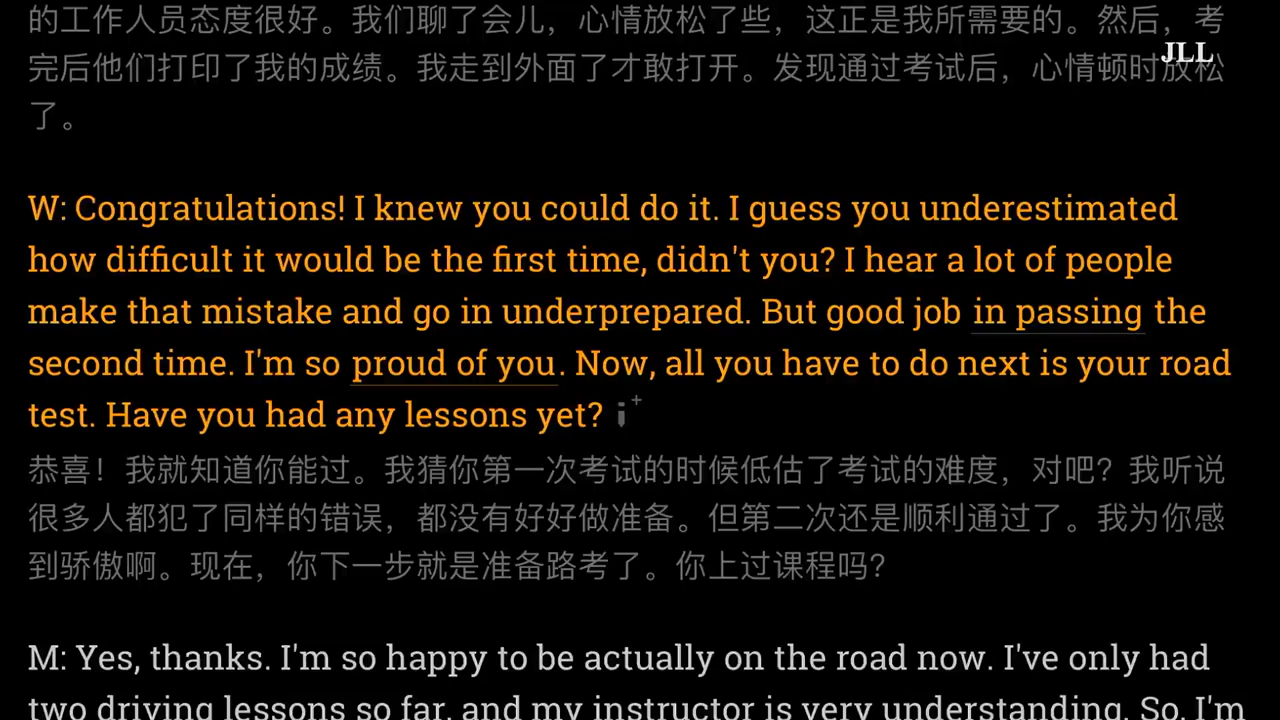 的工作人员态度很好。我们聊了会儿，心情放松了些，这正是我所需要的。然后，考
完后他们打印了我的成绩。我走到外面了才敢打开。发现通过考试后，心情顿时放松
JLL
了。
W: Congratulations! I knew you could do it. I guess you underestimated
how difficult it would be the first time, didn't you? I hear a lot of people
make that mistake and go in underprepared. But good job in passing the
second time. I'm so proud of you. Now, all you have to do next is your road
test. Have you had any lessons yet?
恭喜！我就知道你能过。我猜你第一次考试的时候低估了考试的难度，对吧？我听说
很多人都犯了同样的错误，都没有好好做准备。但第二次还是顺利通过了。我为你感
到骄傲啊。现在，你下一步就是准备路考了。你上过课程吗？
M: Yes, thanks. I'm so happy to be actually on the road now. I've only had
two driving lessons so far, and my instructor is very understanding. So, I'm